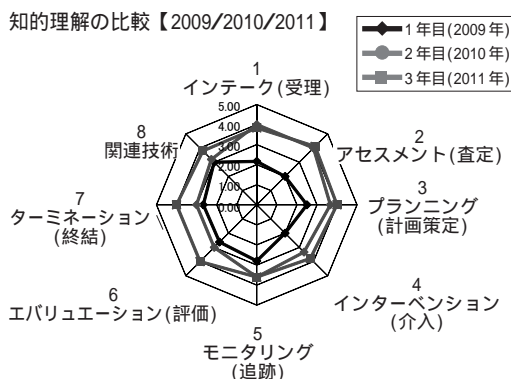 知的理解の比較【2009/2010/2011】
1年目(2009年)
2年目(2010年)
3年目(2011年)
1
インテーク(受理)
2
アセスメント(査定)
3
プランニング
(計画策定)
4
インターベンション
(介入)
5
モニタリング
(追跡)
6
エバリュエーション(評価)
7
ターミネーション
(終結)
8
関連技術
5.00
4.00
3.00
2.00
1.00
0.00